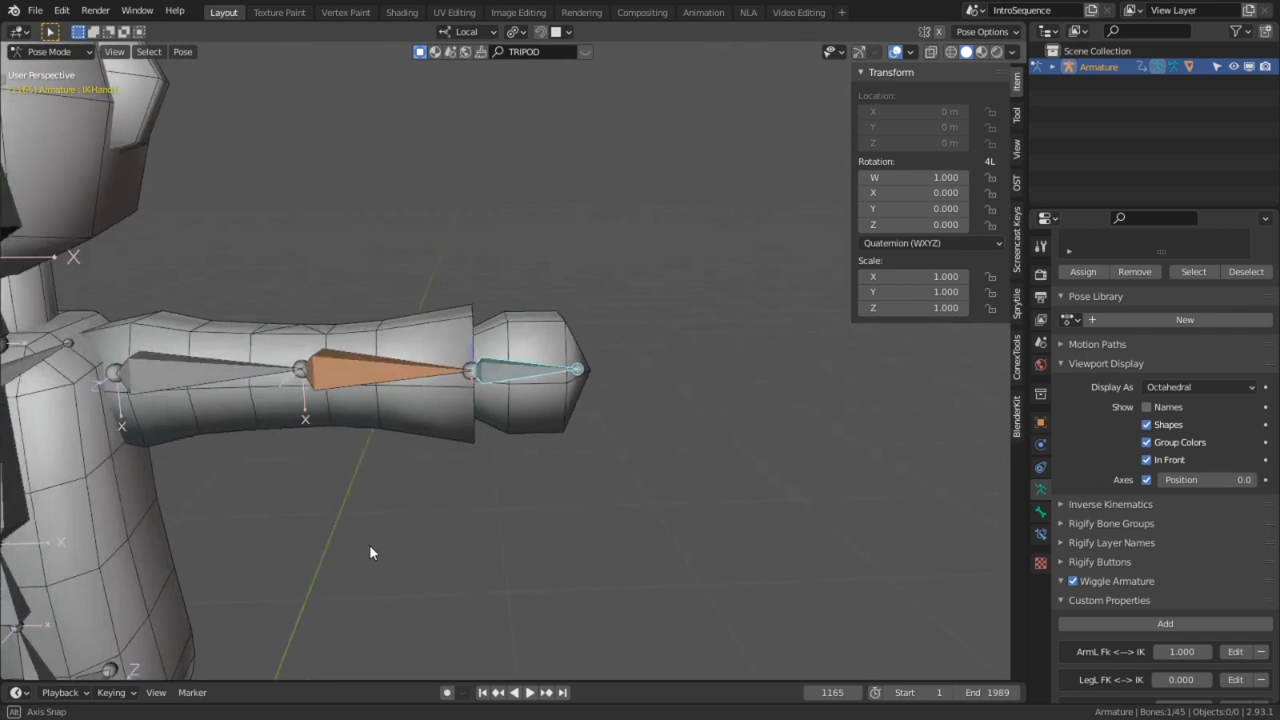 File Edit Render Window Help Layout Texture Paint Vertex Paint Shading UV Editing Image Editing Rendering Compositing Animation NLA Video Editing + IntroSequence View Layer
Local Pose Options
Pose Mode View Select Pose TRIPOD
User Perspective
Scene Collection
Armature
Transform
Location:
X 0 m
Y 0 m
Z 0 m
Rotation: 4L
W 1.000
X 0.000
Y 0.000
Z 0.000
Quaternion (WXYZ)
Scale:
X 1.000
Y 1.000
Z 1.000
Item
Tool
View
OST
Screencast Keys
Sprytile
ConexTools
BlenderKit
X
X
X
X
X
Z
Assign Remove Select Deselect
Pose Library
+ New
Motion Paths
Viewport Display
Display As Octahedral
Show Names
Shapes
Group Colors
In Front
Axes Position 0.0
Inverse Kinematics
Rigify Bone Groups
Rigify Layer Names
Rigify Buttons
Wiggle Armature
Custom Properties
Add
ArmL Fk <--> IK 1.000 Edit
LegL FK <--> IK 0.000 Edit
Playback Keying View Marker 1165 Start 1 End 1989
Alt Axis Snap Armature | Bones:1/45 | Objects:0/0 | 2.93.1